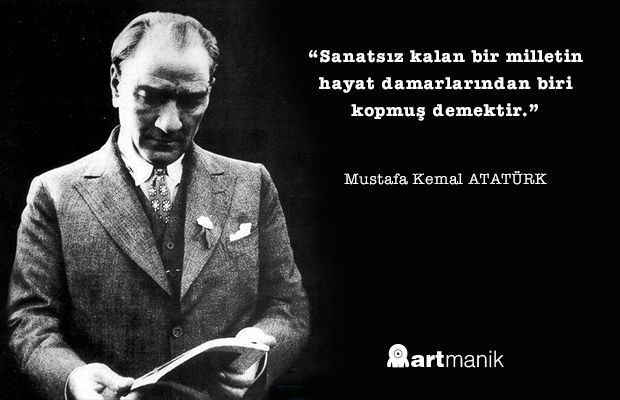 “Sanatsız kalan bir milletin
hayat damarlarından biri
kopmuş demektir.”
Mustafa Kemal ATATÜRK
artmanik